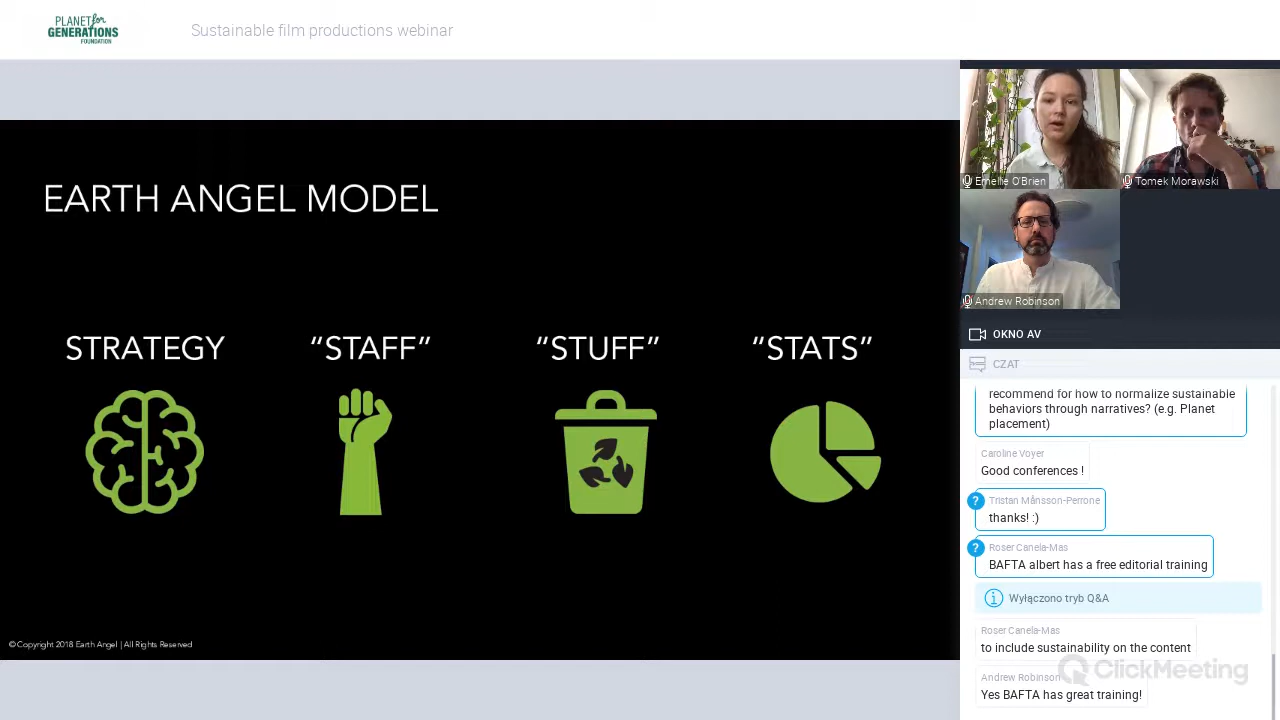 PLANET for
GENERATIONS
FOUNDATION
Sustainable film productions webinar
EARTH ANGEL MODEL
STRATEGY
“STAFF”
“STUFF”
“STATS”
© Copyright 2018 Earth Angel | All Rights Reserved
Emellie O'Brien
Tomek Morawski
Andrew Robinson
OKNO AV
CZAT
recommend for how to normalize sustainable
behaviors through narratives? (e.g. Planet
placement)
Caroline Voyer
Good conferences !
?
Tristan Månsson-Perrone
thanks! :)
?
Roser Canela-Mas
BAFTA albert has a free editorial training
Wyłączono tryb Q&A
Roser Canela-Mas
to include sustainability on the content
ClickMeeting
Andrew Robinson
Yes BAFTA has great training!